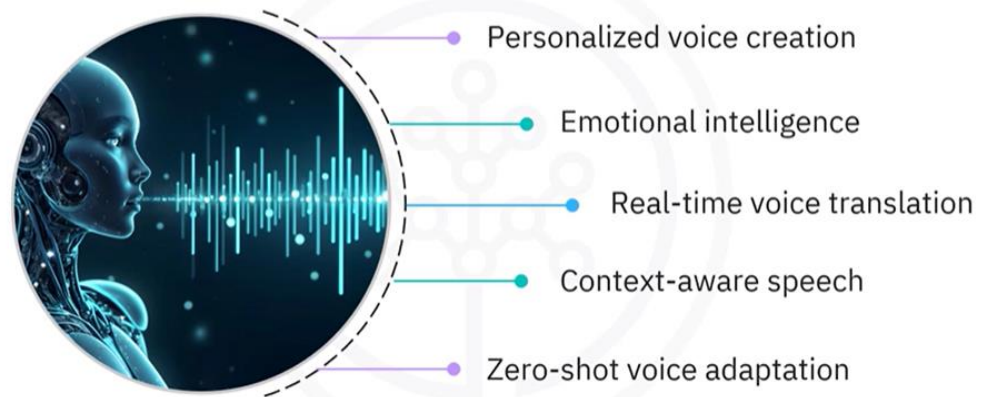 Personalized voice creation
Emotional intelligence
Real-time voice translation
Context-aware speech
Zero-shot voice adaptation